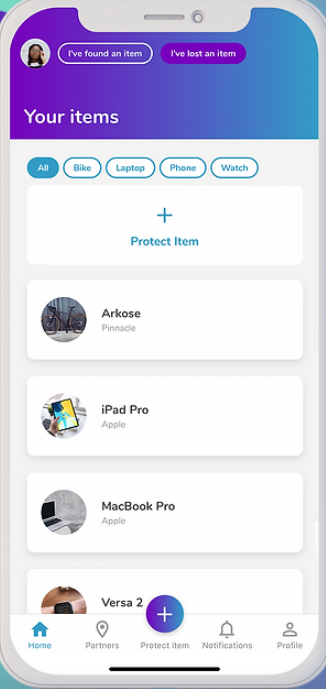 I've found an item
I've lost an item
Your items
All
Bike
Laptop
Phone
Watch
Protect Item
Arkose
Pinnacle
iPad Pro
Apple
MacBook Pro
Apple
Versa 2
Home
Partners
Protect item
Notifications
Profile